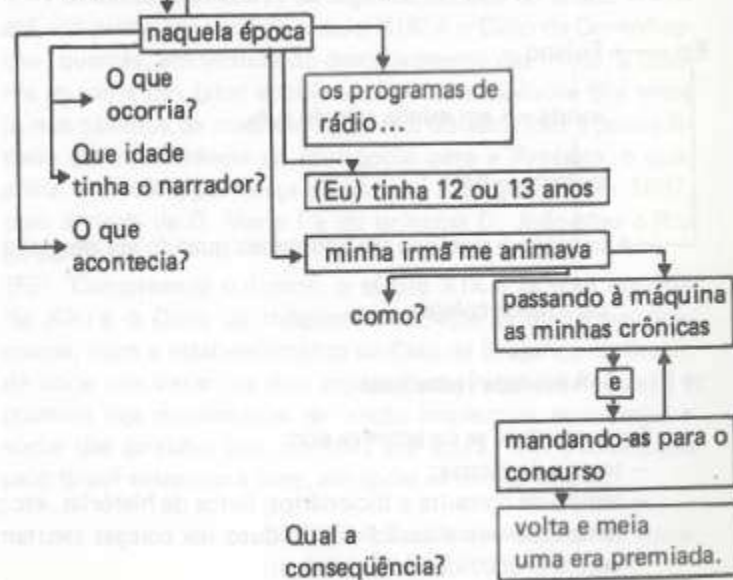 naquela época
O que
ocorria?
os programas de
rádio...
Que idade
tinha o narrador?
(Eu) tinha 12 ou 13 anos
O que
acontecia?
minha irmã me animava
como?
passando à máquina
as minhas crônicas
e
mandando-as para o
concurso
Qual a
conseqüência?
volta e meia
uma era premiada.